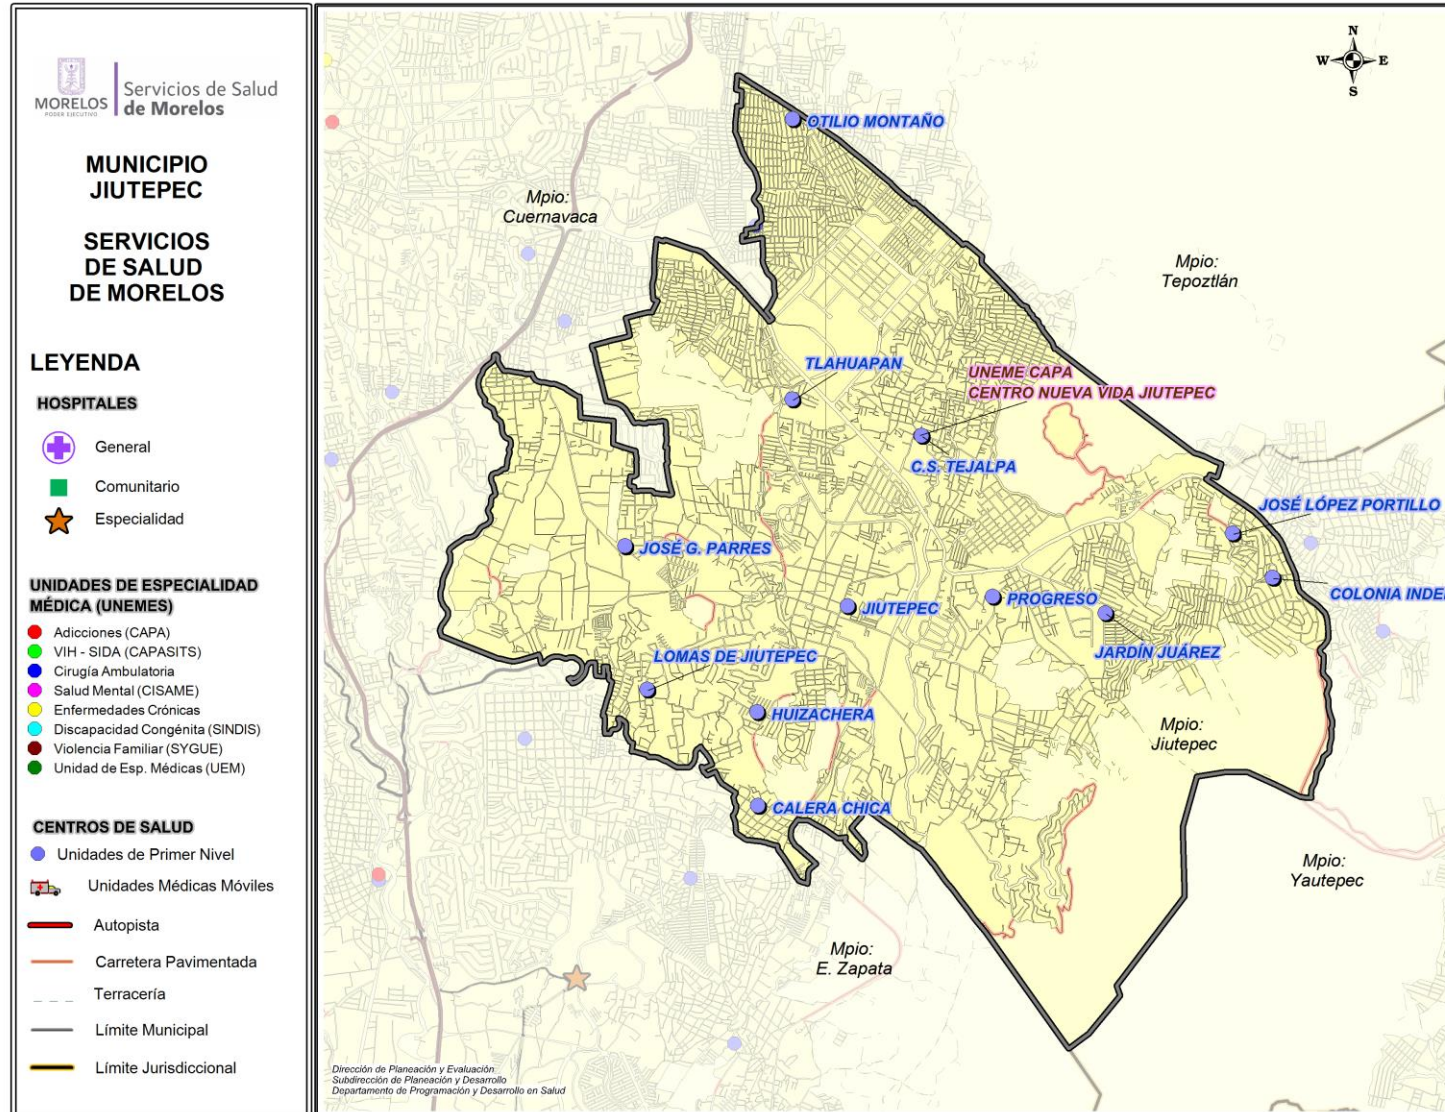 MORELOS
PODER EJECUTIVO
Servicios de Salud
de Morelos
MUNICIPIO
JIUTEPEC
SERVICIOS
DE SALUD
DE MORELOS
LEYENDA
HOSPITALES
General
Comunitario
Especialidad
UNIDADES DE ESPECIALIDAD
MÉDICA (UNEMES)
Adicciones (CAPA)
VIH - SIDA (CAPASITS)
Cirugía Ambulatoria
Salud Mental (CISAME)
Enfermedades Crónicas
Discapacidad Congénita (SINDIS)
Violencia Familiar (SYGUE)
Unidad de Esp. Médicas (UEM)
CENTROS DE SALUD
Unidades de Primer Nivel
Unidades Médicas Móviles
Autopista
Carretera Pavimentada
Terracería
Límite Municipal
Límite Jurisdiccional
N
W E
S
OTILIO MONTAÑO
Mpio:
Cuernavaca
Mpio:
Tepoztlán
TLAHUAPAN
UNEME CAPA
CENTRO NUEVA VIDA JIUTEPEC
C.S. TEJALPA
JOSÉ LÓPEZ PORTILLO
JOSÉ G. PARRES
COLONIA INDE
PROGRESO
JIUTEPEC
JARDÍN JUÁREZ
LOMAS DE JIUTEPEC
HUIZACHERA
Mpio:
Jiutepec
CALERA CHICA
Mpio:
Yautepec
Mpio:
E. Zapata
Dirección de Planeación y Evaluación
Subdirección de Planeación y Desarrollo
Departamento de Programación y Desarrollo en Salud